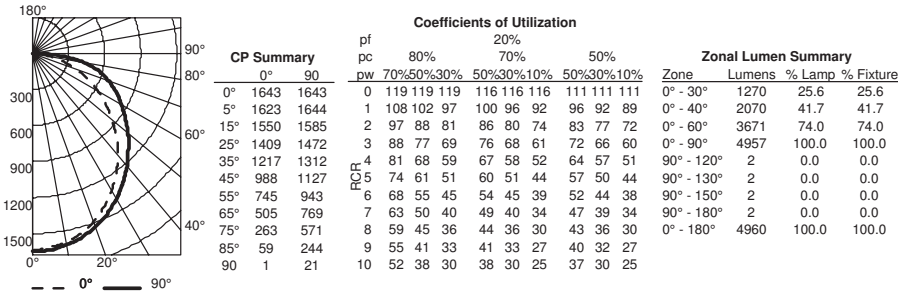 180°
90°
80°
60°
40°
300
600
900
1200
1500
0° 20°
0° 90°
CP Summary
0° 90
0° 1643 1643
5° 1623 1644
15° 1550 1585
25° 1409 1472
35° 1217 1312
45° 988 1127
55° 745 943
65° 505 769
75° 263 571
85° 59 244
90 1 21
Coefficients of Utilization
pf 20%
pc 80% 70% 50%
pw 70%50%30% 50%30%10% 50%30%10%
RCR
0 119 119 119 116 116 116 111 111 111
1 108 102 97 100 96 92 96 92 89
2 97 88 81 86 80 74 83 77 72
3 88 77 69 76 68 61 72 66 60
4 81 68 59 67 58 52 64 57 51
5 74 61 51 60 51 44 57 50 44
6 68 55 45 54 45 39 52 44 38
7 63 50 40 49 40 34 47 39 34
8 59 45 36 44 36 30 43 36 30
9 55 41 33 41 33 27 40 32 27
10 52 38 30 38 30 25 37 30 25
Zonal Lumen Summary
Zone Lumens % Lamp % Fixture
0° - 30° 1270 25.6 25.6
0° - 40° 2070 41.7 41.7
0° - 60° 3671 74.0 74.0
0° - 90° 4957 100.0 100.0
90° - 120° 2 0.0 0.0
90° - 130° 2 0.0 0.0
90° - 150° 2 0.0 0.0
90° - 180° 2 0.0 0.0
0° - 180° 4960 100.0 100.0